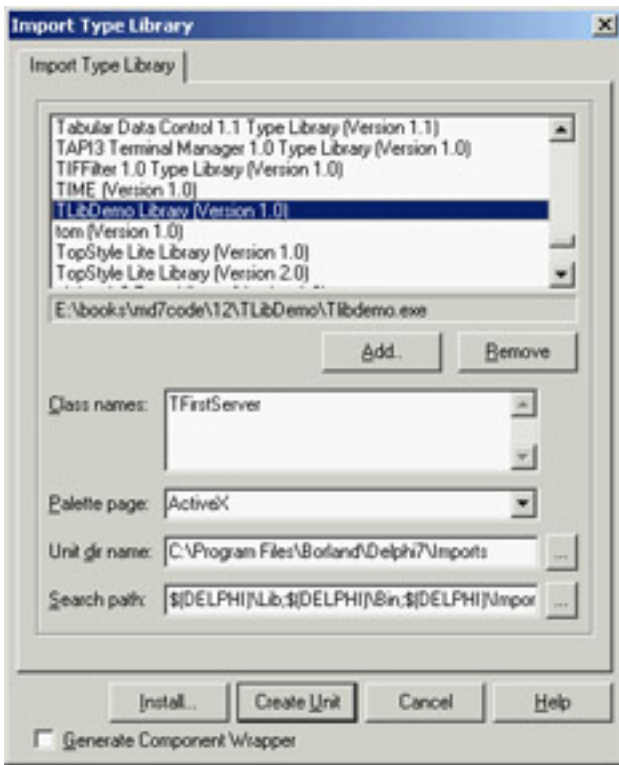 Import Type Library
Import Type Library
Tabular Data Control 1.1 Type Library (Version 1.1)
TAPI3 Terminal Manager 1.0 Type Library (Version 1.0)
TIFFilter 1.0 Type Library (Version 1.0)
TIME (Version 1.0)
TLibDemo Library (Version 1.0)
tom (Version 1.0)
TopStyle Lite Library (Version 1.0)
TopStyle Lite Library (Version 2.0)
E:\books\md7code\12\TLibDemo\Tlibdemo.exe
Add..
Remove
Class names:
TFirstServer
Palette page:
ActiveX
Unit dir name:
C:\Program Files\Borland\Delphi7\Imports
...
Search path:
$(DELPHI)\Lib;$(DELPHI)\Bin;$(DELPHI)\Impor
...
Install...
Create Unit
Cancel
Help
Generate Component Wrapper